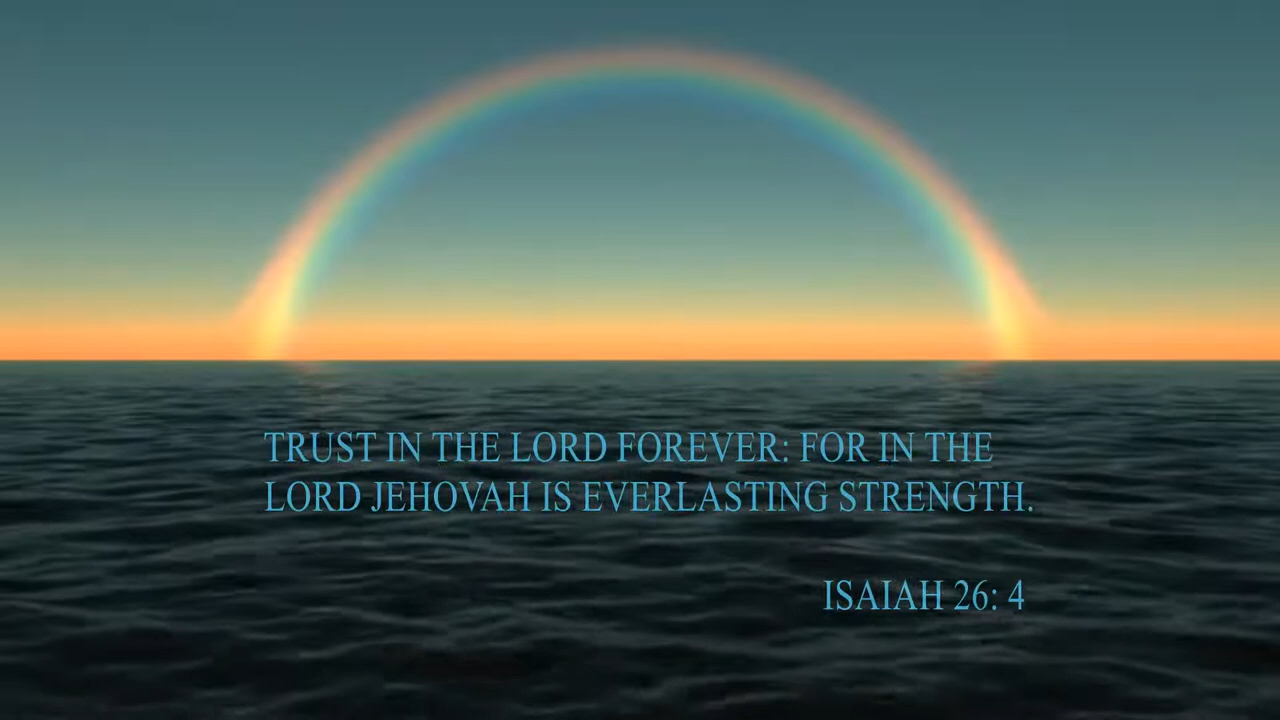 TRUST IN THE LORD FOREVER: FOR IN THE
LORD JEHOVAH IS EVERLASTING STRENGTH.
ISAIAH 26: 4